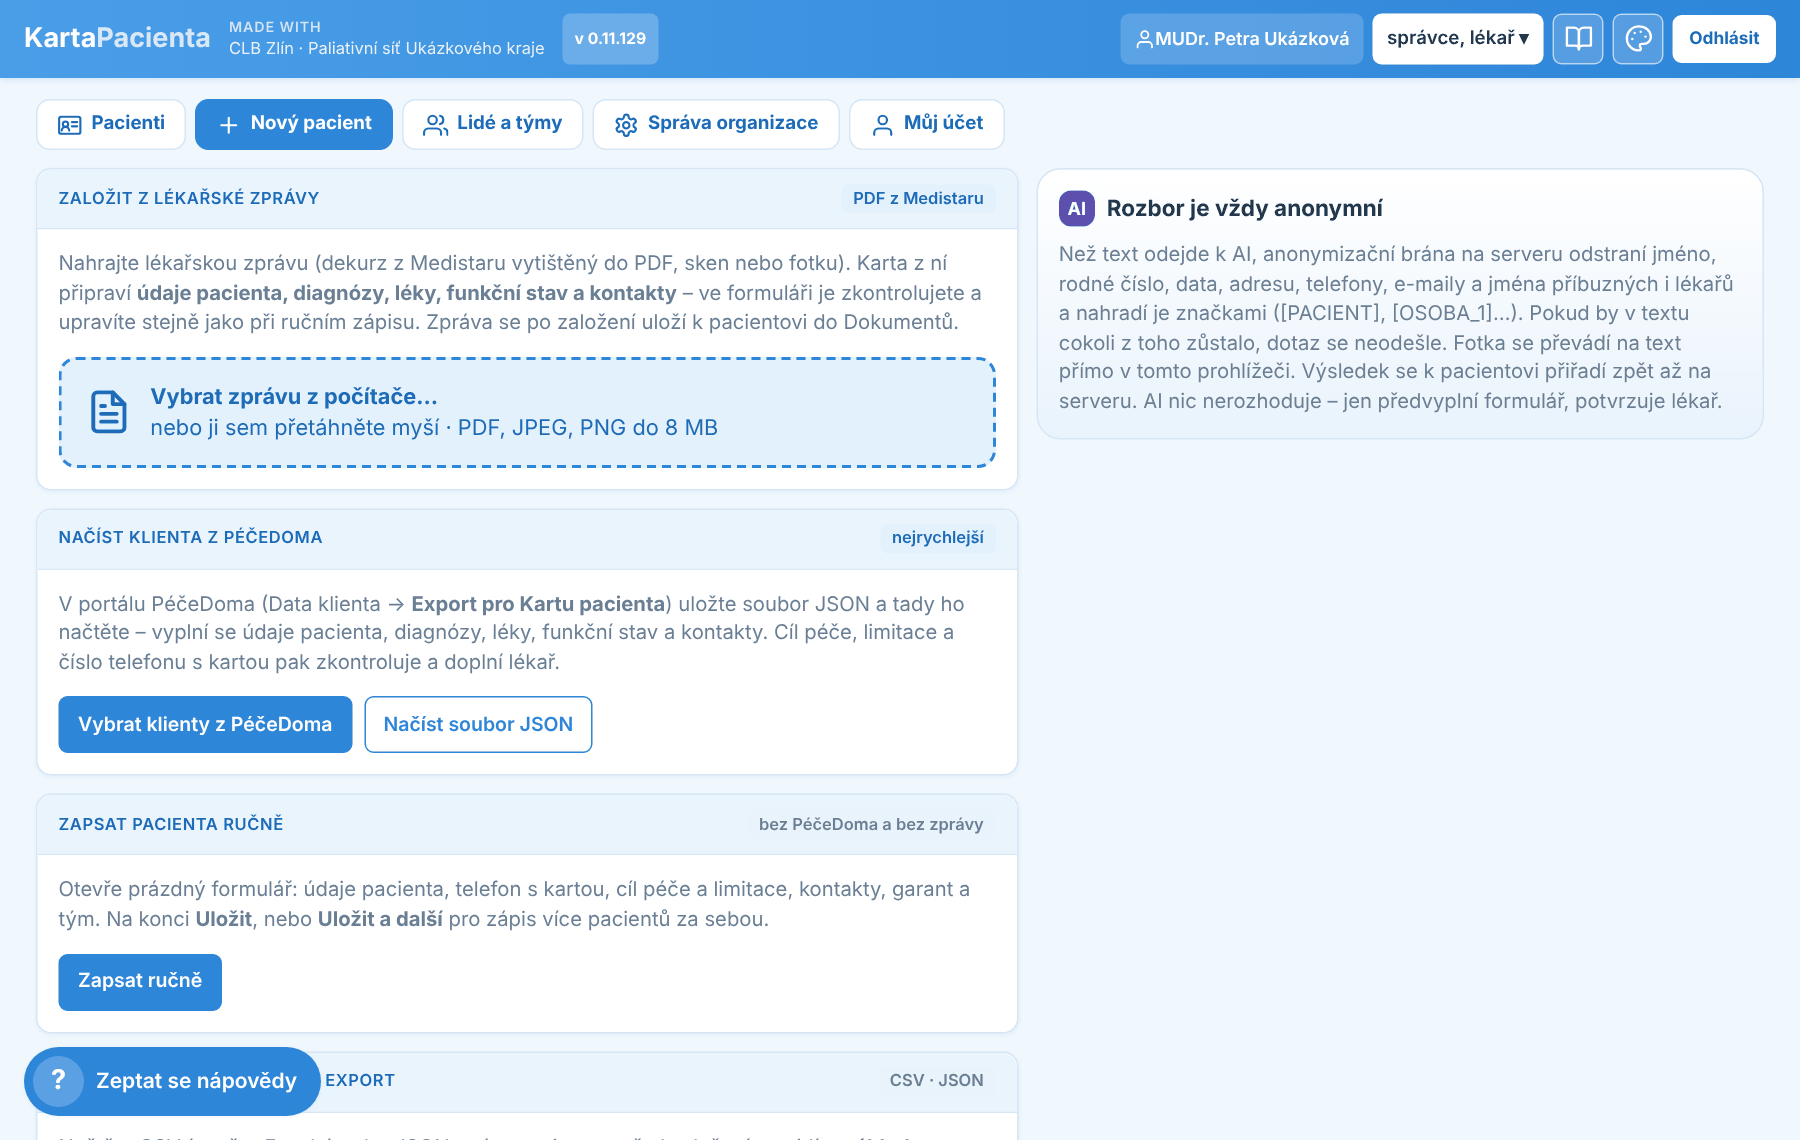 KartaPacienta
MADE WITH
CLB Zlín · Paliativní síť Ukázkového kraje
v 0.11.129
MUDr. Petra Ukázková
správce, lékař ▾
Odhlásit
Pacienti
Nový pacient
Lidé a týmy
Správa organizace
Můj účet
ZALOŽIT Z LÉKAŘSKÉ ZPRÁVY
PDF z Medistaru
Nahrajte lékařskou zprávu (dekurz z Medistaru vytištěný do PDF, sken nebo fotku). Karta z ní
připraví údaje pacienta, diagnózy, léky, funkční stav a kontakty – ve formuláři je zkontrolujete a
upravíte stejně jako při ručním zápisu. Zpráva se po založení uloží k pacientovi do Dokumentů.
Vybrat zprávu z počítače…
nebo ji sem přetáhněte myší · PDF, JPEG, PNG do 8 MB
AI
Rozbor je vždy anonymní
Než text odejde k AI, anonymizační brána na serveru odstraní jméno,
rodné číslo, data, adresu, telefony, e-maily a jména příbuzných i lékařů
a nahradí je značkami ([PACIENT], [OSOBA_1]…). Pokud by v textu
cokoli z toho zůstalo, dotaz se neodešle. Fotka se převádí na text
přímo v tomto prohlížeči. Výsledek se k pacientovi přiřadí zpět až na
serveru. AI nic nerozhoduje – jen předvyplní formulář, potvrzuje lékař.
NAČÍST KLIENTA Z PÉČEDOMA
nejrychlejší
V portálu PéčeDoma (Data klienta → Export pro Kartu pacienta) uložte soubor JSON a tady ho
načtěte – vyplní se údaje pacienta, diagnózy, léky, funkční stav a kontakty. Cíl péče, limitace a
číslo telefonu s kartou pak zkontroluje a doplní lékař.
Vybrat klienty z PéčeDoma
Načíst soubor JSON
ZAPSAT PACIENTA RUČNĚ
bez PéčeDoma a bez zprávy
Otevře prázdný formulář: údaje pacienta, telefon s kartou, cíl péče a limitace, kontakty, garant a
tým. Na konci Uložit, nebo Uložit a další pro zápis více pacientů za sebou.
Zapsat ručně
? Zeptat se nápovědy
EXPORT
CSV · JSON